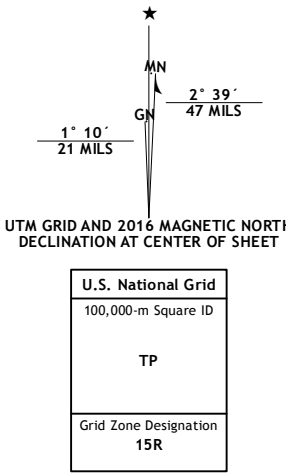 MN
2° 39´
47 MILS
GN
1° 10´
21 MILS
UTM GRID AND 2016 MAGNETIC NORTH
DECLINATION AT CENTER OF SHEET
U.S. National Grid
100,000-m Square ID
TP
Grid Zone Designation
15R